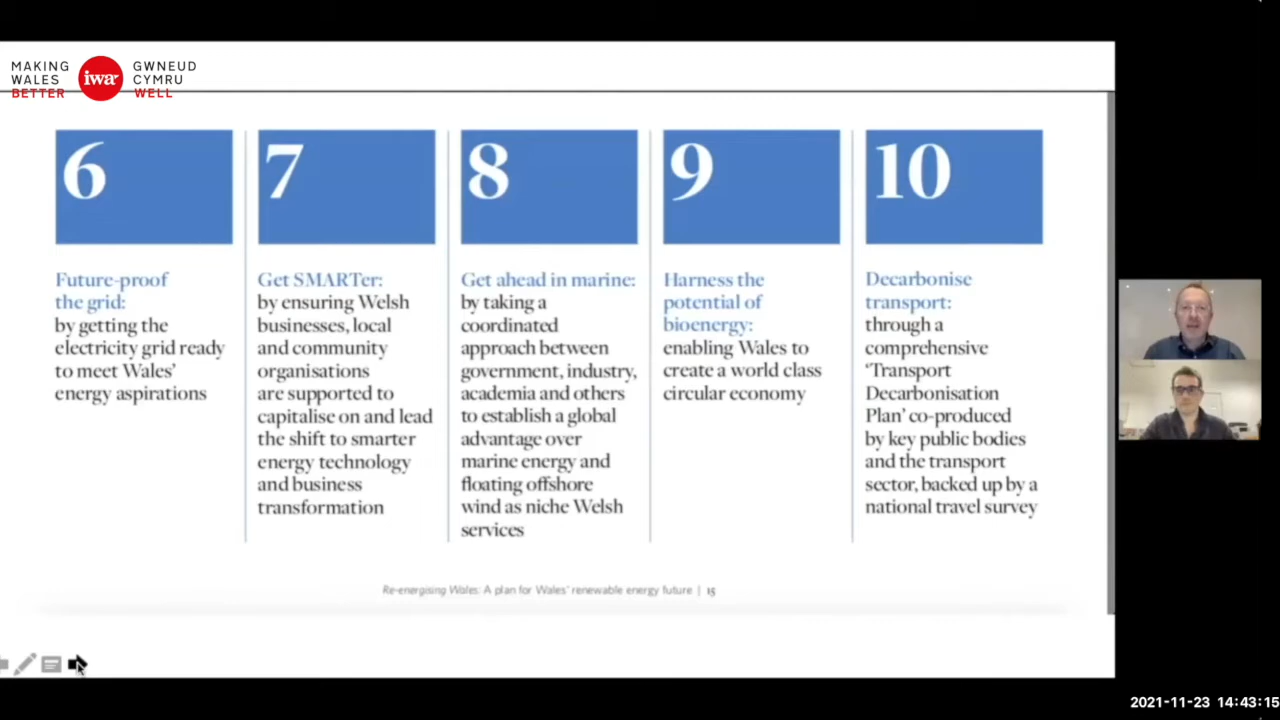 MAKING
WALES
BETTER
iwa
GWNEUD
CYMRU
WELL
6
Future-proof
the grid:
by getting the
electricity grid ready
to meet Wales'
energy aspirations
7
Get SMARTer:
by ensuring Welsh
businesses, local
and community
organisations
are supported to
capitalise on and lead
the shift to smarter
energy technology
and business
transformation
8
Get ahead in marine:
by taking a
coordinated
approach between
government, industry,
academia and others
to establish a global
advantage over
marine energy and
floating offshore
wind as niche Welsh
services
9
Harness the
potential of
bioenergy:
enabling Wales to
create a world class
circular economy
10
Decarbonise
transport:
through a
comprehensive
'Transport
Decarbonisation
Plan' co-produced
by key public bodies
and the transport
sector, backed up by a
national travel survey
Re-energising Wales: A plan for Wales' renewable energy future | 15
2021-11-23 14:43:15